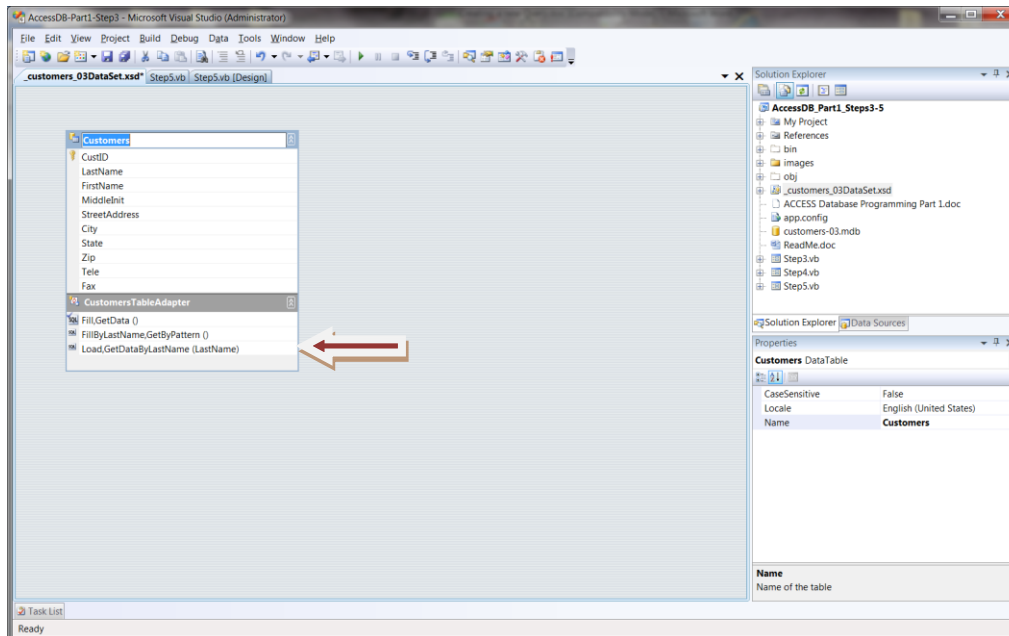 AccessDB-Part1-Step3 - Microsoft Visual Studio (Administrator)
File Edit View Project Build Debug Data Tools Window Help
_customers_03DataSet.xsd* Step5.vb Step5.vb [Design]
Customers
CustID
LastName
FirstName
MiddleInit
StreetAddress
City
State
Zip
Tele
Fax
CustomersTableAdapter
Fill,GetData ()
FillByLastName,GetByPattern ()
Load,GetDataByLastName (LastName)
Solution Explorer
AccessDB_Part1_Steps3-5
My Project
References
bin
images
obj
_customers_03DataSet.xsd
ACCESS Database Programming Part 1.doc
app.config
customers-03.mdb
ReadMe.doc
Step3.vb
Step4.vb
Step5.vb
Solution Explorer Data Sources
Properties
Customers DataTable
CaseSensitive False
Locale English (United States)
Name Customers
Name
Name of the table
Task List
Ready